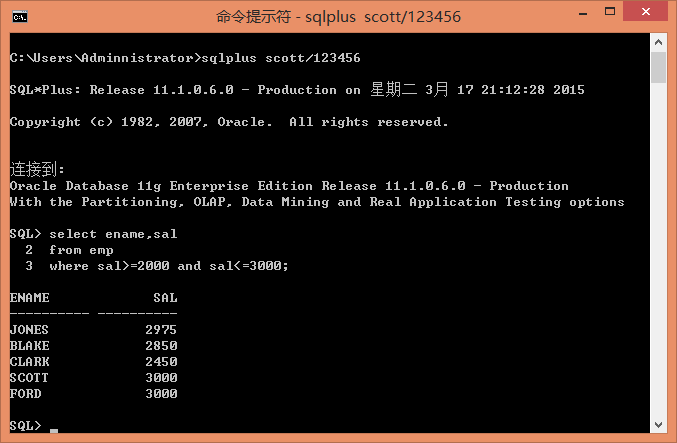 命令提示符 - sqlplus scott/123456
C:\Users\Adminnistrator>sqlplus scott/123456
SQL*Plus: Release 11.1.0.6.0 - Production on 星期二 3月 17 21:12:28 2015
Copyright (c) 1982, 2007, Oracle.  All rights reserved.
连接到:
Oracle Database 11g Enterprise Edition Release 11.1.0.6.0 - Production
With the Partitioning, OLAP, Data Mining and Real Application Testing options
SQL> select ename,sal
  2  from emp
  3  where sal>=2000 and sal<=3000;
ENAME             SAL
---------- ----------
JONES            2975
BLAKE            2850
CLARK            2450
SCOTT            3000
FORD             3000
SQL>